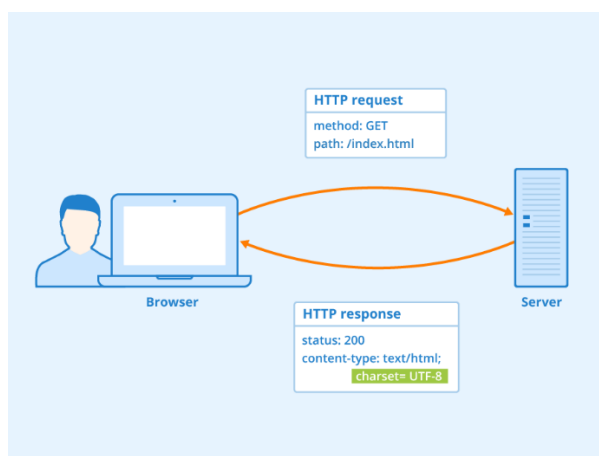 HTTP request
method: GET
path: /index.html
Browser
Server
HTTP response
status: 200
content-type: text/html;
charset= UTF-8